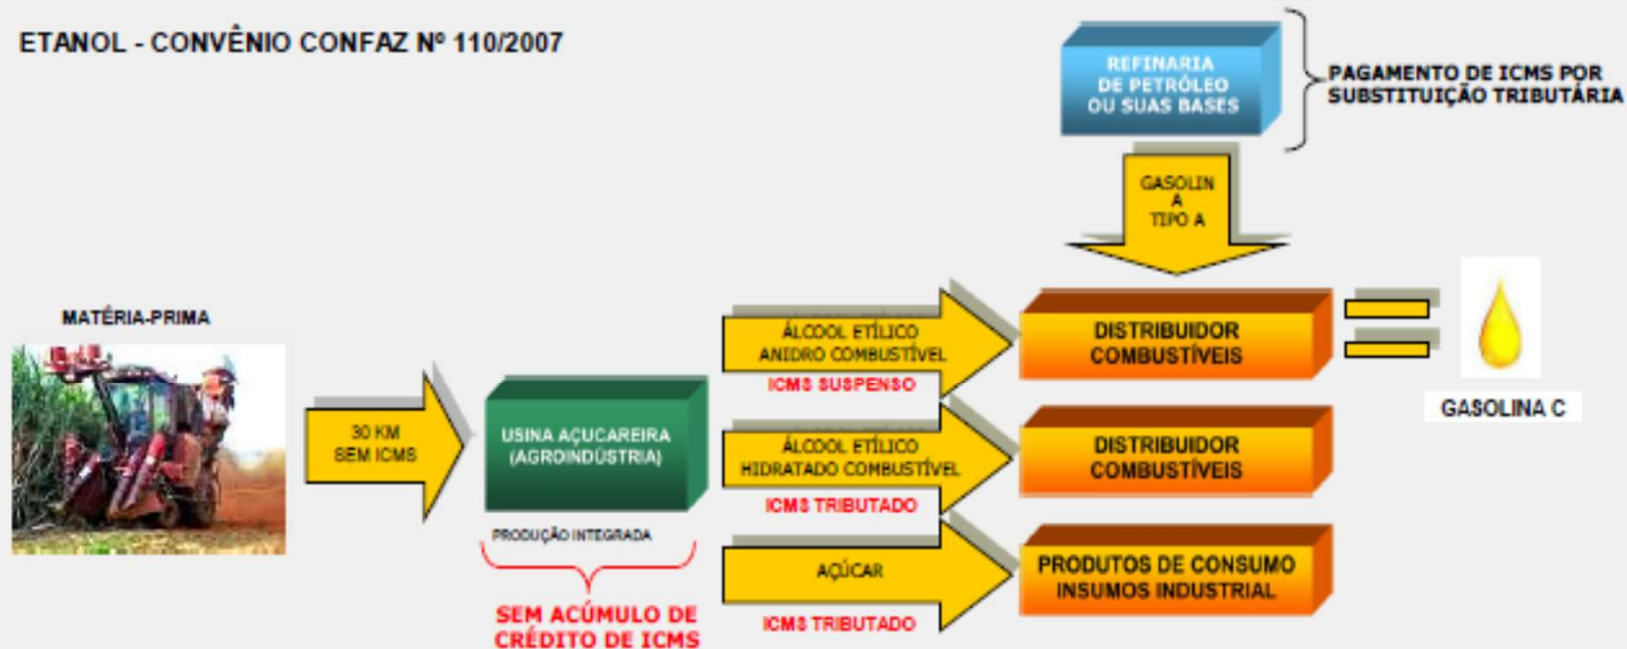 ETANOL - CONVÊNIO CONFAZ Nº 110/2007
REFINARIA
DE PETRÓLEO
OU SUAS BASES
PAGAMENTO DE ICMS POR
SUBSTITUIÇÃO TRIBUTÁRIA
GASOLIN
A
TIPO A
MATÉRIA-PRIMA
30 KM
SEM ICMS
USINA AÇUCAREIRA
(AGROINDÚSTRIA)
PRODUÇÃO INTEGRADA
SEM ACÚMULO DE
CRÉDITO DE ICMS
ÁLCOOL ETÍLICO
ANIDRO COMBUSTÍVEL
ICMS SUSPENSO
DISTRIBUIDOR
COMBUSTÍVEIS
GASOLINA C
ÁLCOOL ETÍLICO
HIDRATADO COMBUSTÍVEL
ICMS TRIBUTADO
DISTRIBUIDOR
COMBUSTÍVEIS
AÇÚCAR
ICMS TRIBUTADO
PRODUTOS DE CONSUMO
INSUMOS INDUSTRIAL